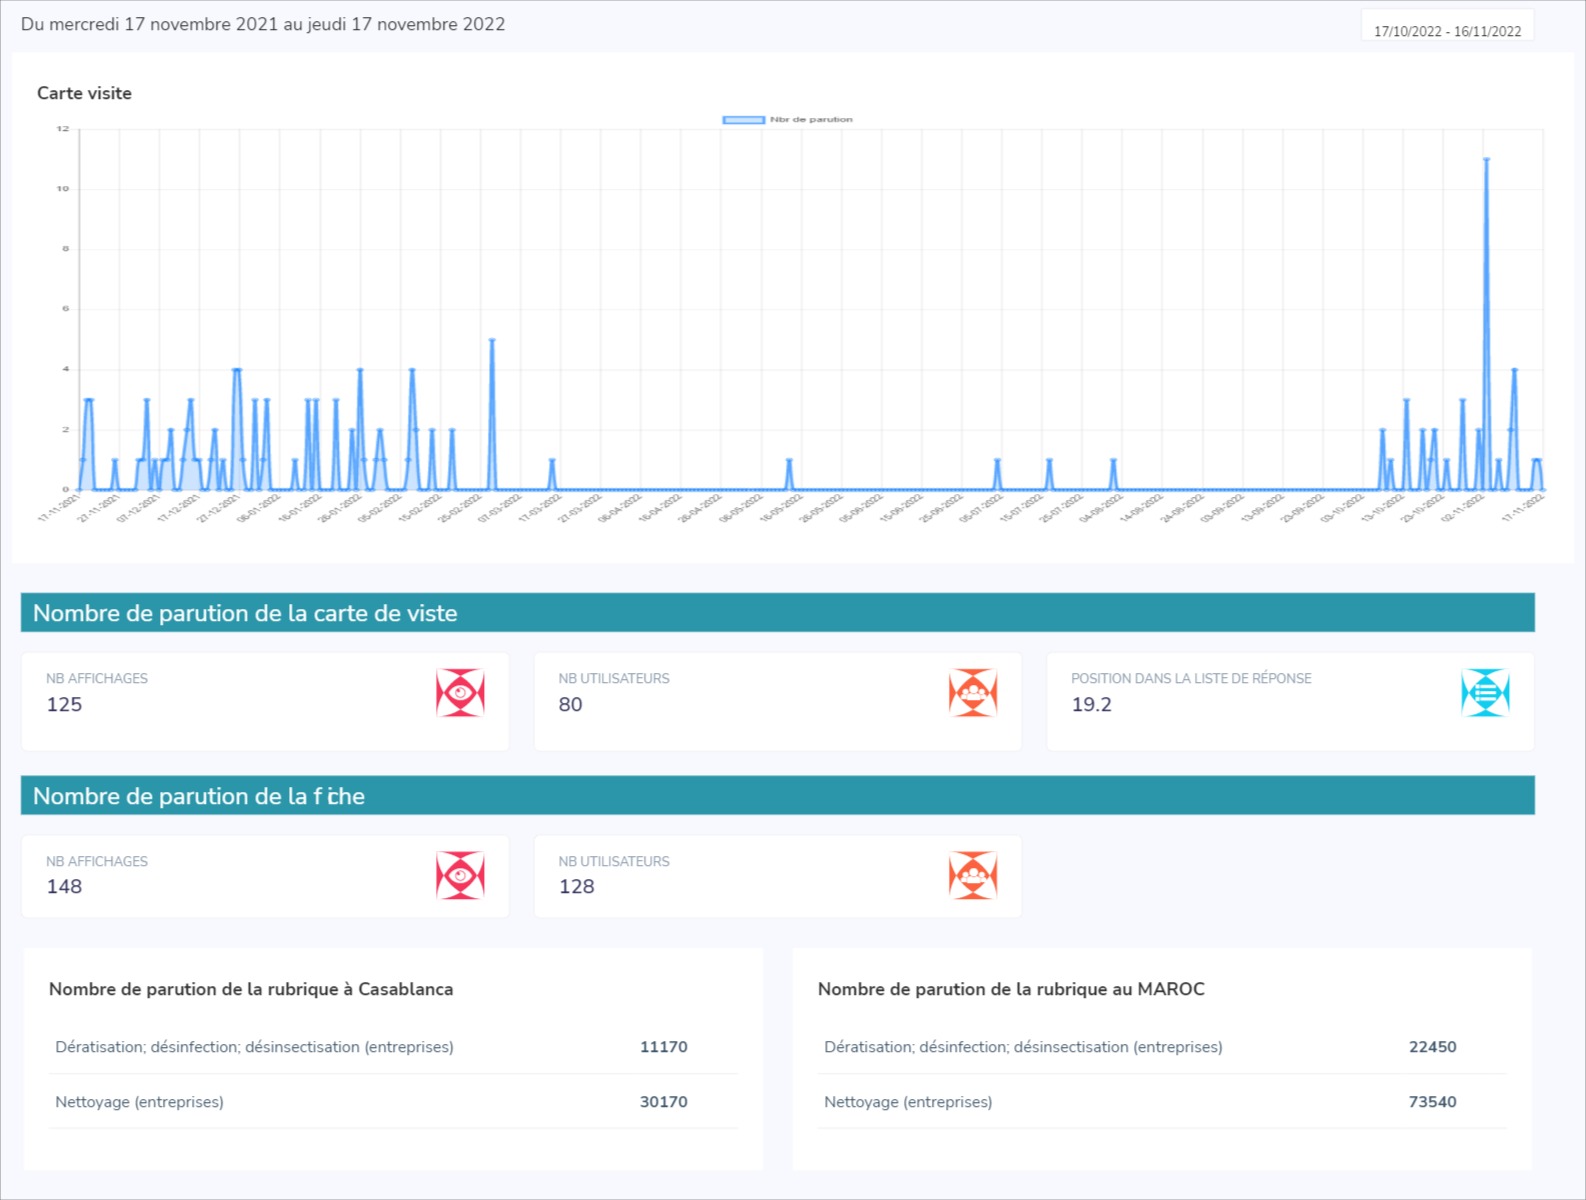 Du mercredi 17 novembre 2021 au jeudi 17 novembre 2022
17/10/2022 - 16/11/2022
Carte visite
Nbr de parution
12
10
8
6
4
2
0
17-11-2021 27-11-2021 07-12-2021 17-12-2021 27-12-2021 06-01-2022 16-01-2022 26-01-2022 05-02-2022 15-02-2022 25-02-2022 07-03-2022 17-03-2022 27-03-2022 06-04-2022 16-04-2022 26-04-2022 06-05-2022 16-05-2022 26-05-2022 05-06-2022 15-06-2022 25-06-2022 05-07-2022 15-07-2022 25-07-2022 04-08-2022 14-08-2022 24-08-2022 03-09-2022 13-09-2022 23-09-2022 03-10-2022 13-10-2022 23-10-2022 02-11-2022 17-11-2022
Nombre de parution de la carte de viste
NB AFFICHAGES
125
NB UTILISATEURS
80
POSITION DANS LA LISTE DE RÉPONSE
19.2
Nombre de parution de la fiche
NB AFFICHAGES
148
NB UTILISATEURS
128
Nombre de parution de la rubrique à Casablanca
Dératisation; désinfection; désinsectisation (entreprises) 11170
Nettoyage (entreprises) 30170
Nombre de parution de la rubrique au MAROC
Dératisation; désinfection; désinsectisation (entreprises) 22450
Nettoyage (entreprises) 73540